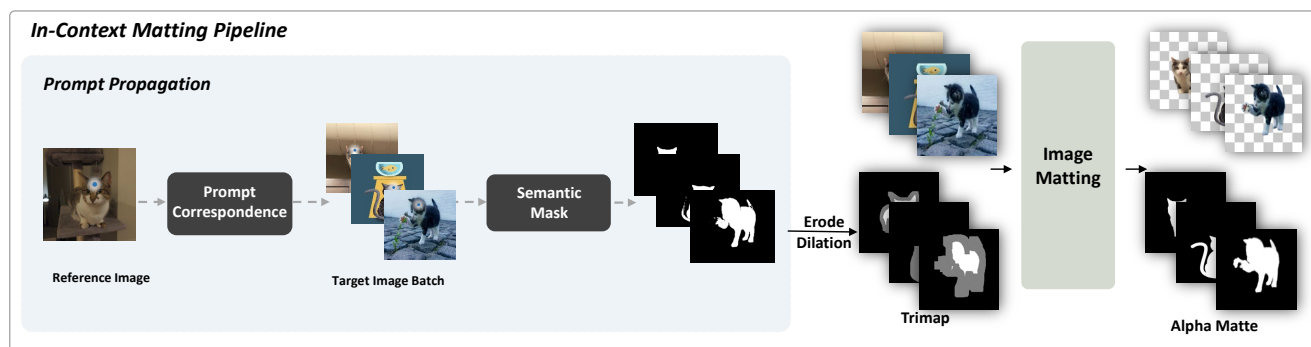 In-Context Matting Pipeline
Prompt Propagation
Prompt
Correspondence
Semantic
Mask
Reference Image
Target Image Batch
Erode
Dilation
Image
Matting
Trimap
Alpha Matte